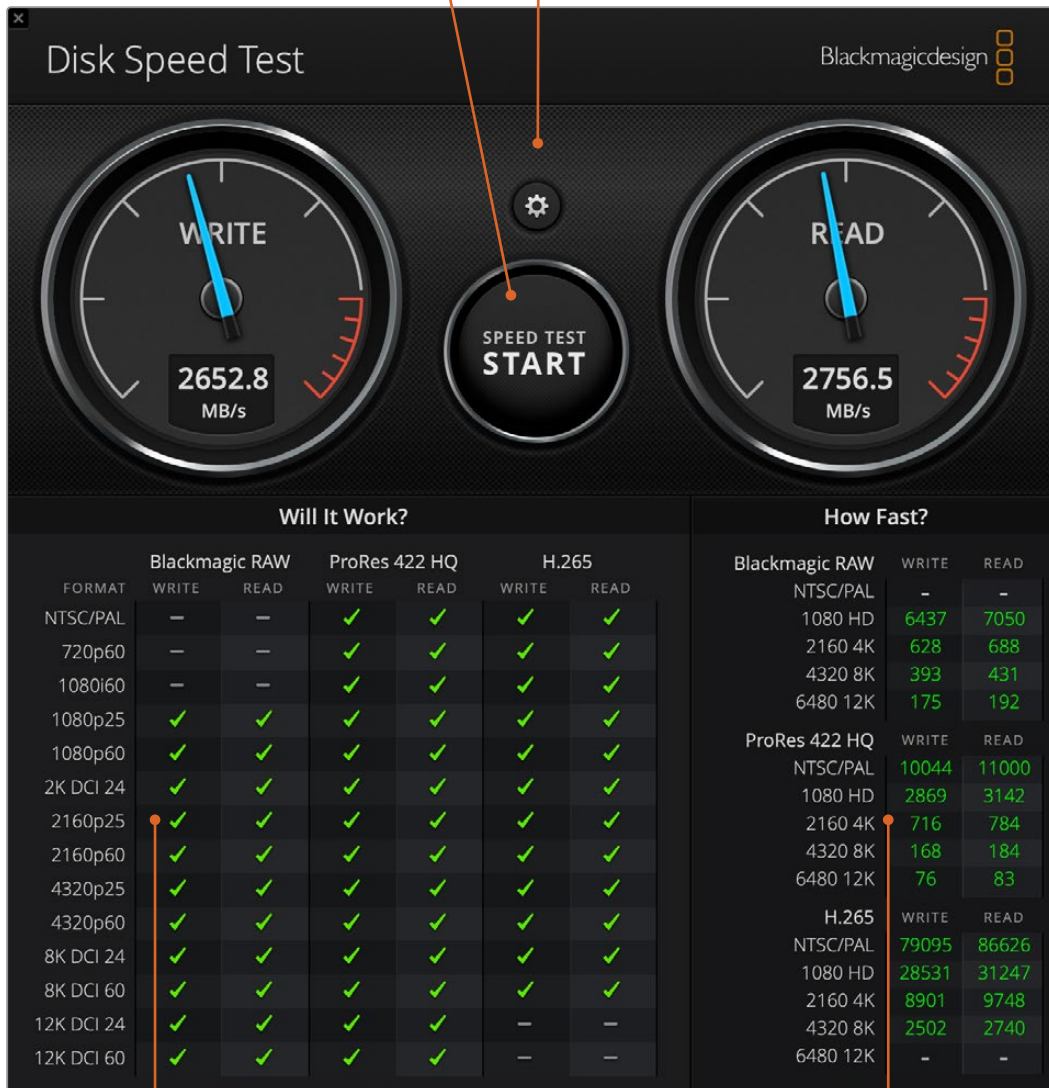 Disk Speed Test
Blackmagicdesign
WRITE
2652.8
MB/s
SPEED TEST
START
READ
2756.5
MB/s
Will It Work?
Blackmagic RAW ProRes 422 HQ H.265
FORMAT WRITE READ WRITE READ WRITE READ
NTSC/PAL – – ✓ ✓ ✓ ✓
720p60 – – ✓ ✓ ✓ ✓
1080i60 – – ✓ ✓ ✓ ✓
1080p25 ✓ ✓ ✓ ✓ ✓ ✓
1080p60 ✓ ✓ ✓ ✓ ✓ ✓
2K DCI 24 ✓ ✓ ✓ ✓ ✓ ✓
2160p25 ✓ ✓ ✓ ✓ ✓ ✓
2160p60 ✓ ✓ ✓ ✓ ✓ ✓
4320p25 ✓ ✓ ✓ ✓ ✓ ✓
4320p60 ✓ ✓ ✓ ✓ ✓ ✓
8K DCI 24 ✓ ✓ ✓ ✓ ✓ ✓
8K DCI 60 ✓ ✓ ✓ ✓ ✓ ✓
12K DCI 24 ✓ ✓ ✓ ✓ – –
12K DCI 60 ✓ ✓ ✓ ✓ – –
How Fast?
Blackmagic RAW WRITE READ
NTSC/PAL - -
1080 HD 6437 7050
2160 4K 628 688
4320 8K 393 431
6480 12K 175 192
ProRes 422 HQ WRITE READ
NTSC/PAL 10044 11000
1080 HD 2869 3142
2160 4K 716 784
4320 8K 168 184
6480 12K 76 83
H.265 WRITE READ
NTSC/PAL 79095 86626
1080 HD 28531 31247
2160 4K 8901 9748
4320 8K 2502 2740
6480 12K - -